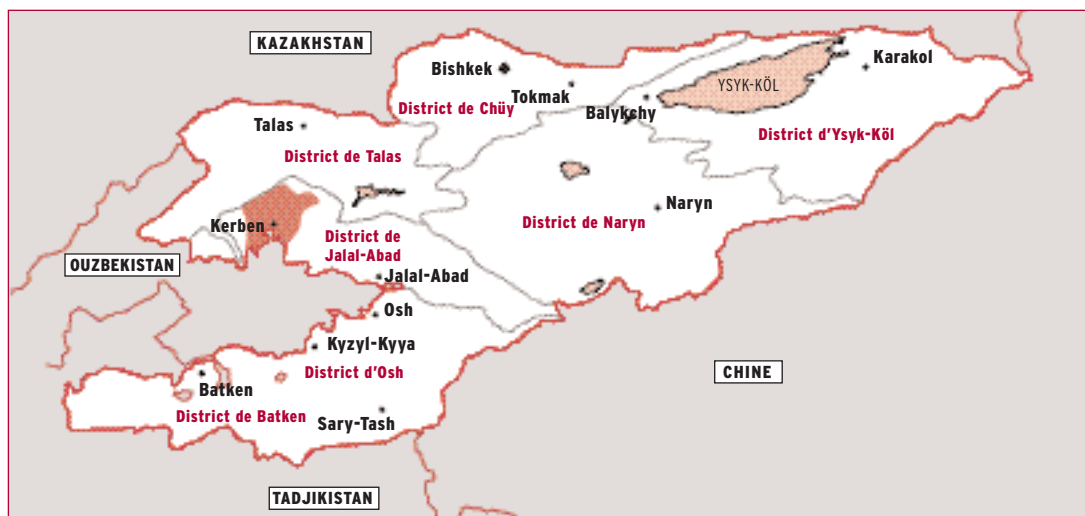 KAZAKHSTAN
Bishkek
Karakol
Tokmak
YSYK-KÖL
District de Chüy
Balykshy
Talas
District d'Ysyk-Köl
District de Talas
Naryn
Kerben
District de Naryn
District de
Jalal-Abad
OUZBEKISTAN
Jalal-Abad
Osh
Kyzyl-Kyya
District d'Osh
CHINE
Batken
District de Batken
Sary-Tash
TADJIKISTAN